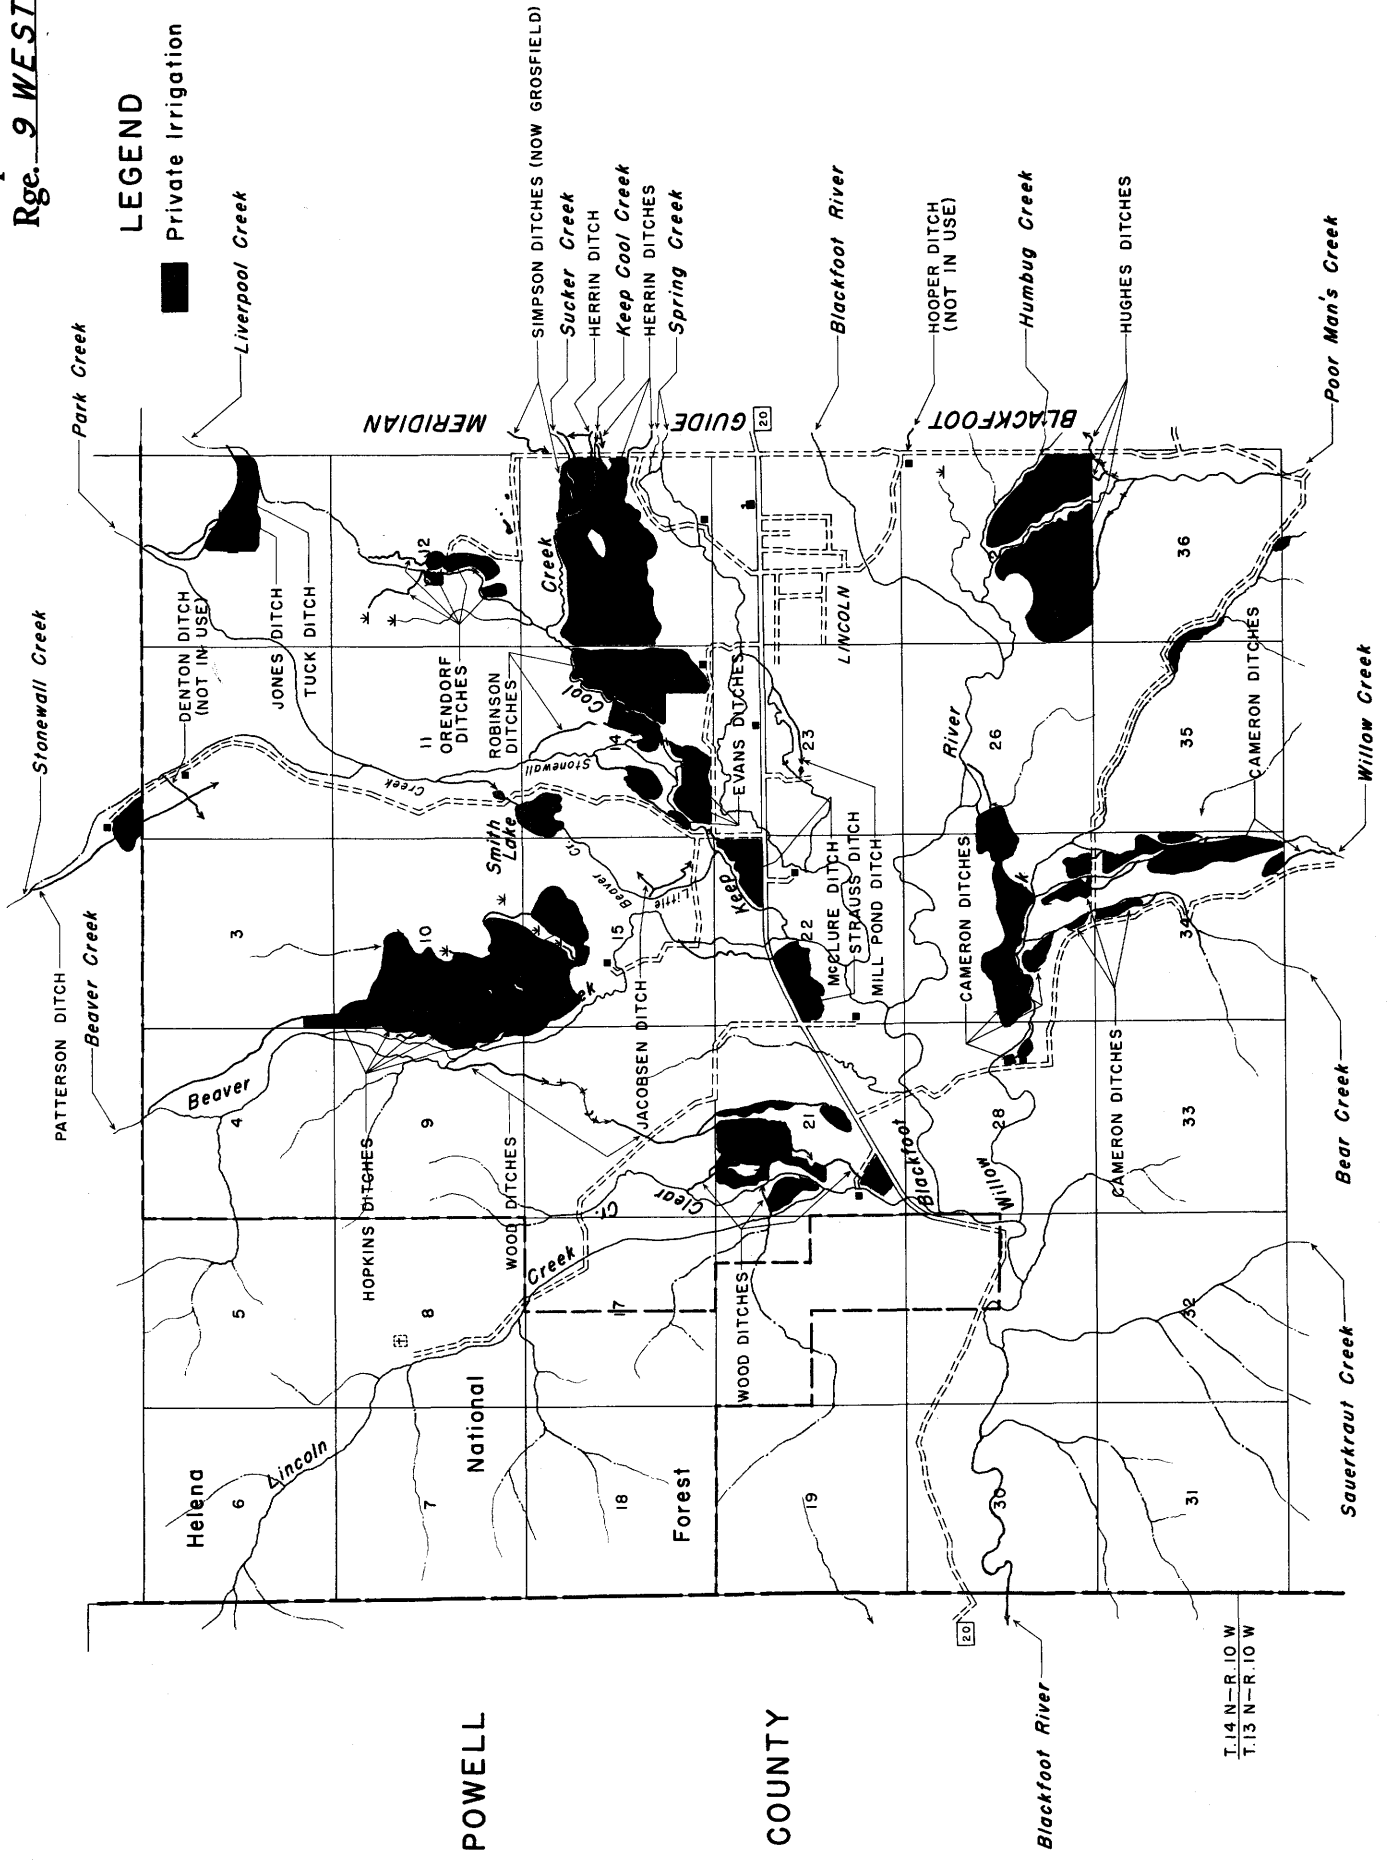 Rge. 9 WEST
LEGEND
Private Irrigation
Park Creek
Liverpool Creek
Stonewall Creek
PATTERSON DITCH
Beaver Creek
DENTON DITCH
(NOT IN USE)
JONES DITCH
TUCK DITCH
MERIDIAN
GUIDE
BLACKFOOT
20
SIMPSON DITCHES (NOW GROSFIELD)
Sucker Creek
HERRIN DITCH
Keep Cool Creek
HERRIN DITCHES
Spring Creek
Blackfoot River
HOOPER DITCH
(NOT IN USE)
Humbug Creek
HUGHES DITCHES
Poor Man's Creek
Willow Creek
Bear Creek
Sauerkraut Creek
Blackfoot River
20
T.14 N–R.10 W
T.13 N–R.10 W
POWELL
COUNTY
Helena
National
Forest
Lincoln
Creek
Beaver
HOPKINS DITCHES
WOOD DITCHES
JACOBSEN DITCH
WOOD DITCHES
Clear
Cr.
Smith
Lake
Little
Beaver
Cr.
Creek
Stonewall
ORENDORF
DITCHES
ROBINSON
DITCHES
Keep
Cool
Creek
EVANS DITCHES
LINCOLN
McCLURE DITCH
STRAUSS DITCH
MILL POND DITCH
Blackfoot
River
Willow
ek
k
CAMERON DITCHES
CAMERON DITCHES
CAMERON DITCHES
3
4
5
6
7
8
9
10
11
12
14
15
17
18
19
21
22
23
26
28
30
31
32
33
34
35
36